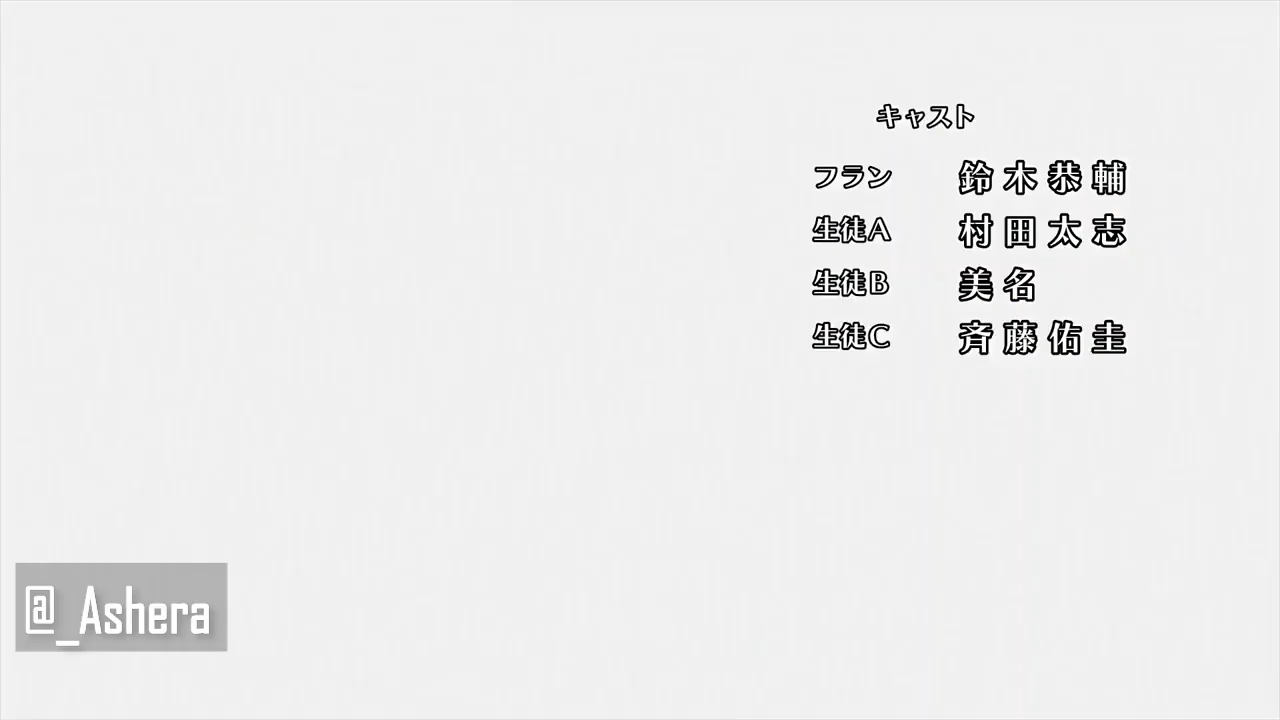 キャスト
フラン 鈴木恭輔
生徒A 村田太志
生徒B 美名
生徒C 斉藤佑圭
@_Ashera